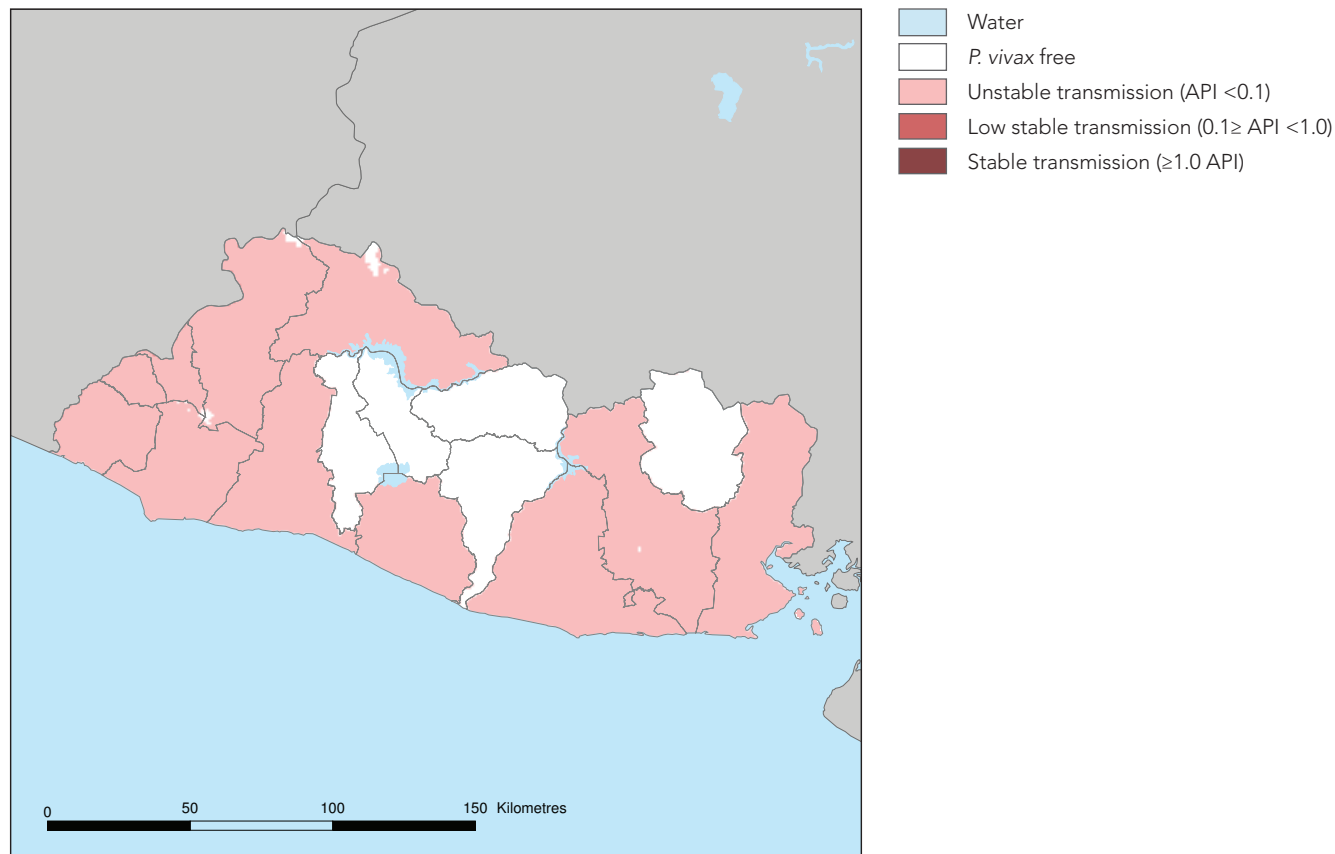 Water
P. vivax free
Unstable transmission (API <0.1)
Low stable transmission (0.1≥ API <1.0)
Stable transmission (≥1.0 API)
0 50 100 150 Kilometres